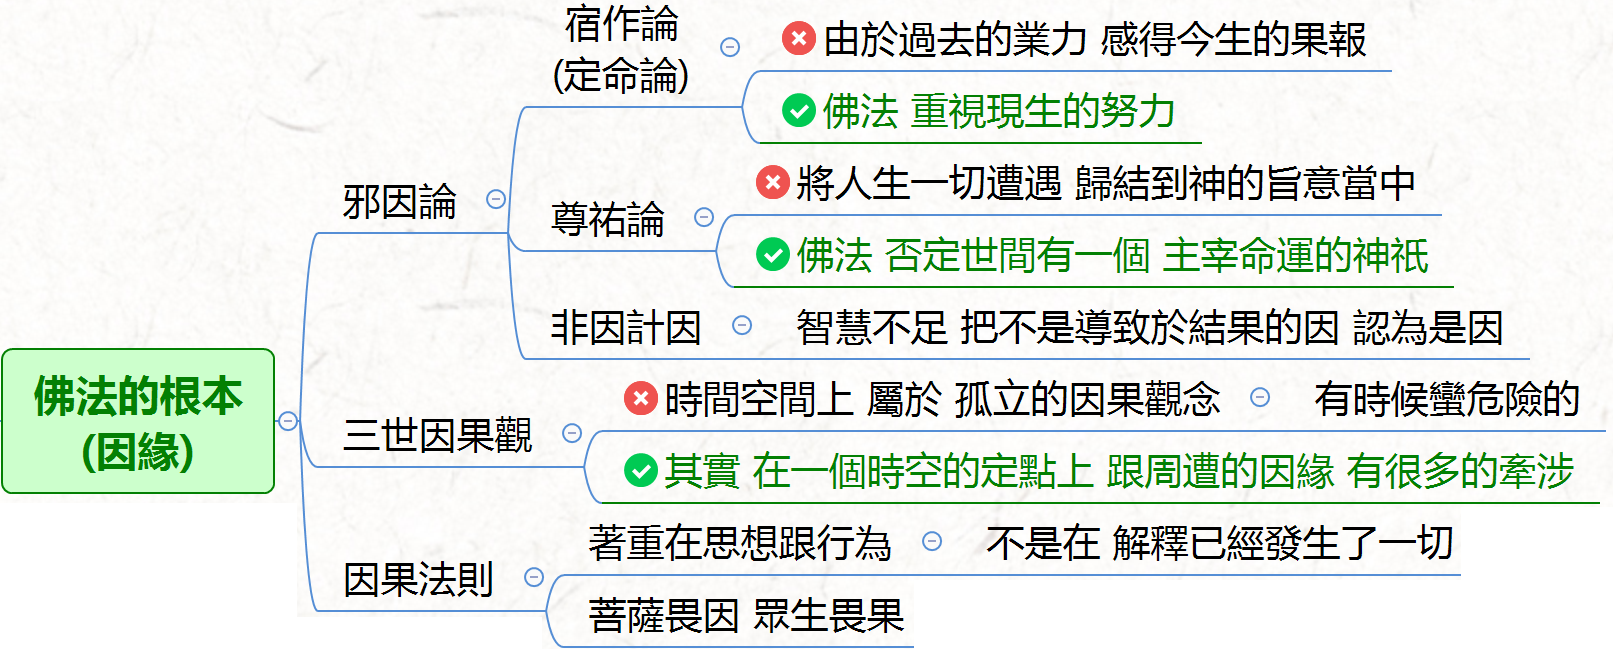 佛法的根本
(因緣)
邪因論
宿作論
(定命論)
由於過去的業力 感得今生的果報
佛法 重視現生的努力
尊祐論
將人生一切遭遇 歸結到神的旨意當中
佛法 否定世間有一個 主宰命運的神祇
非因計因
智慧不足 把不是導致於結果的因 認為是因
三世因果觀
時間空間上 屬於 孤立的因果觀念
有時候蠻危險的
其實 在一個時空的定點上 跟周遭的因緣 有很多的牽涉
因果法則
著重在思想跟行為
不是在 解釋已經發生了一切
菩薩畏因 眾生畏果